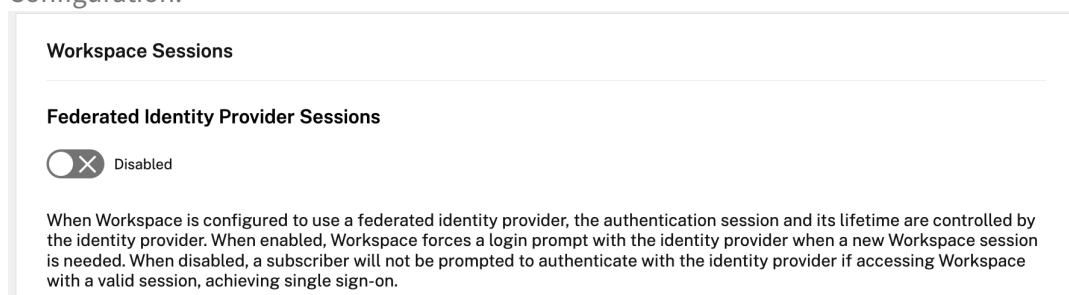 Configuration.
Workspace Sessions
Federated Identity Provider Sessions
Disabled
When Workspace is configured to use a federated identity provider, the authentication session and its lifetime are controlled by
the identity provider. When enabled, Workspace forces a login prompt with the identity provider when a new Workspace session
is needed. When disabled, a subscriber will not be prompted to authenticate with the identity provider if accessing Workspace
with a valid session, achieving single sign-on.